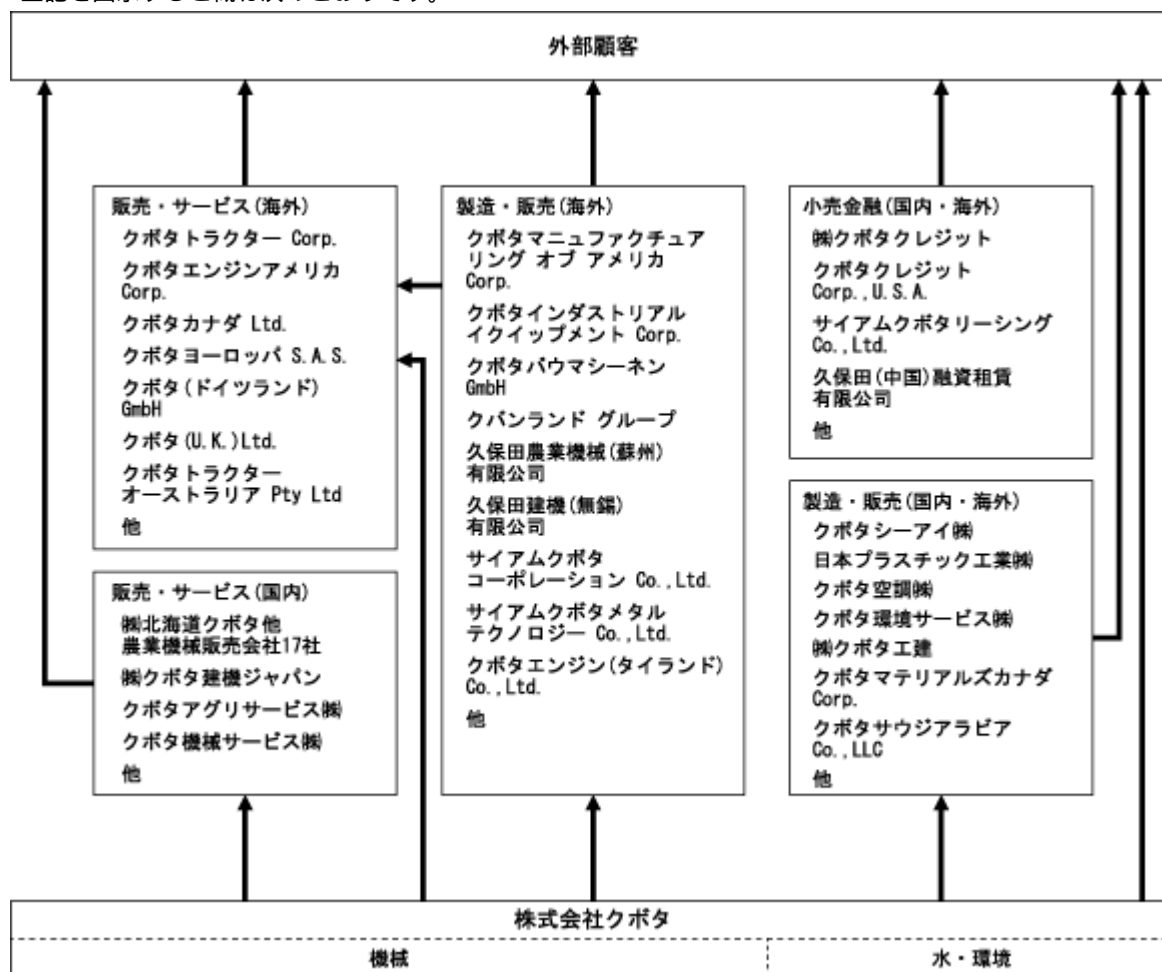 外部顧客
販売・サービス(海外)
クボタトラクター Corp.
クボタエンジンアメリカ
Corp.
クボタカナダ Ltd.
クボタヨーロッパ S.A.S.
クボタ(ドイツランド)
GmbH
クボタ(U.K.)Ltd.
クボタトラクター
オーストラリア Pty Ltd
他
販売・サービス(国内)
㈱北海道クボタ他
農業機械販売会社17社
㈱クボタ建機ジャパン
クボタアグリサービス㈱
クボタ機械サービス㈱
他
製造・販売(海外)
クボタマニュファクチュア
リング オブ アメリカ
Corp.
クボタインダストリアル
イクイップメント Corp.
クボタバウマシーネン
GmbH
クバンランド グループ
久保田農業機械(蘇州)
有限公司
久保田建機(無錫)
有限公司
サイアムクボタ
コーポレーション Co.,Ltd.
サイアムクボタメタル
テクノロジー Co.,Ltd.
クボタエンジン(タイランド)
Co.,Ltd.
他
小売金融(国内・海外)
㈱クボタクレジット
クボタクレジット
Corp.,U.S.A.
サイアムクボタリーシング
Co.,Ltd.
久保田(中国)融資租賃
有限公司
他
製造・販売(国内・海外)
クボタシーアイ㈱
日本プラスチック工業㈱
クボタ空調㈱
クボタ環境サービス㈱
㈱クボタ工建
クボタマテリアルズカナダ
Corp.
クボタサウジアラビア
Co.,LLC
他
株式会社クボタ
機械
水・環境